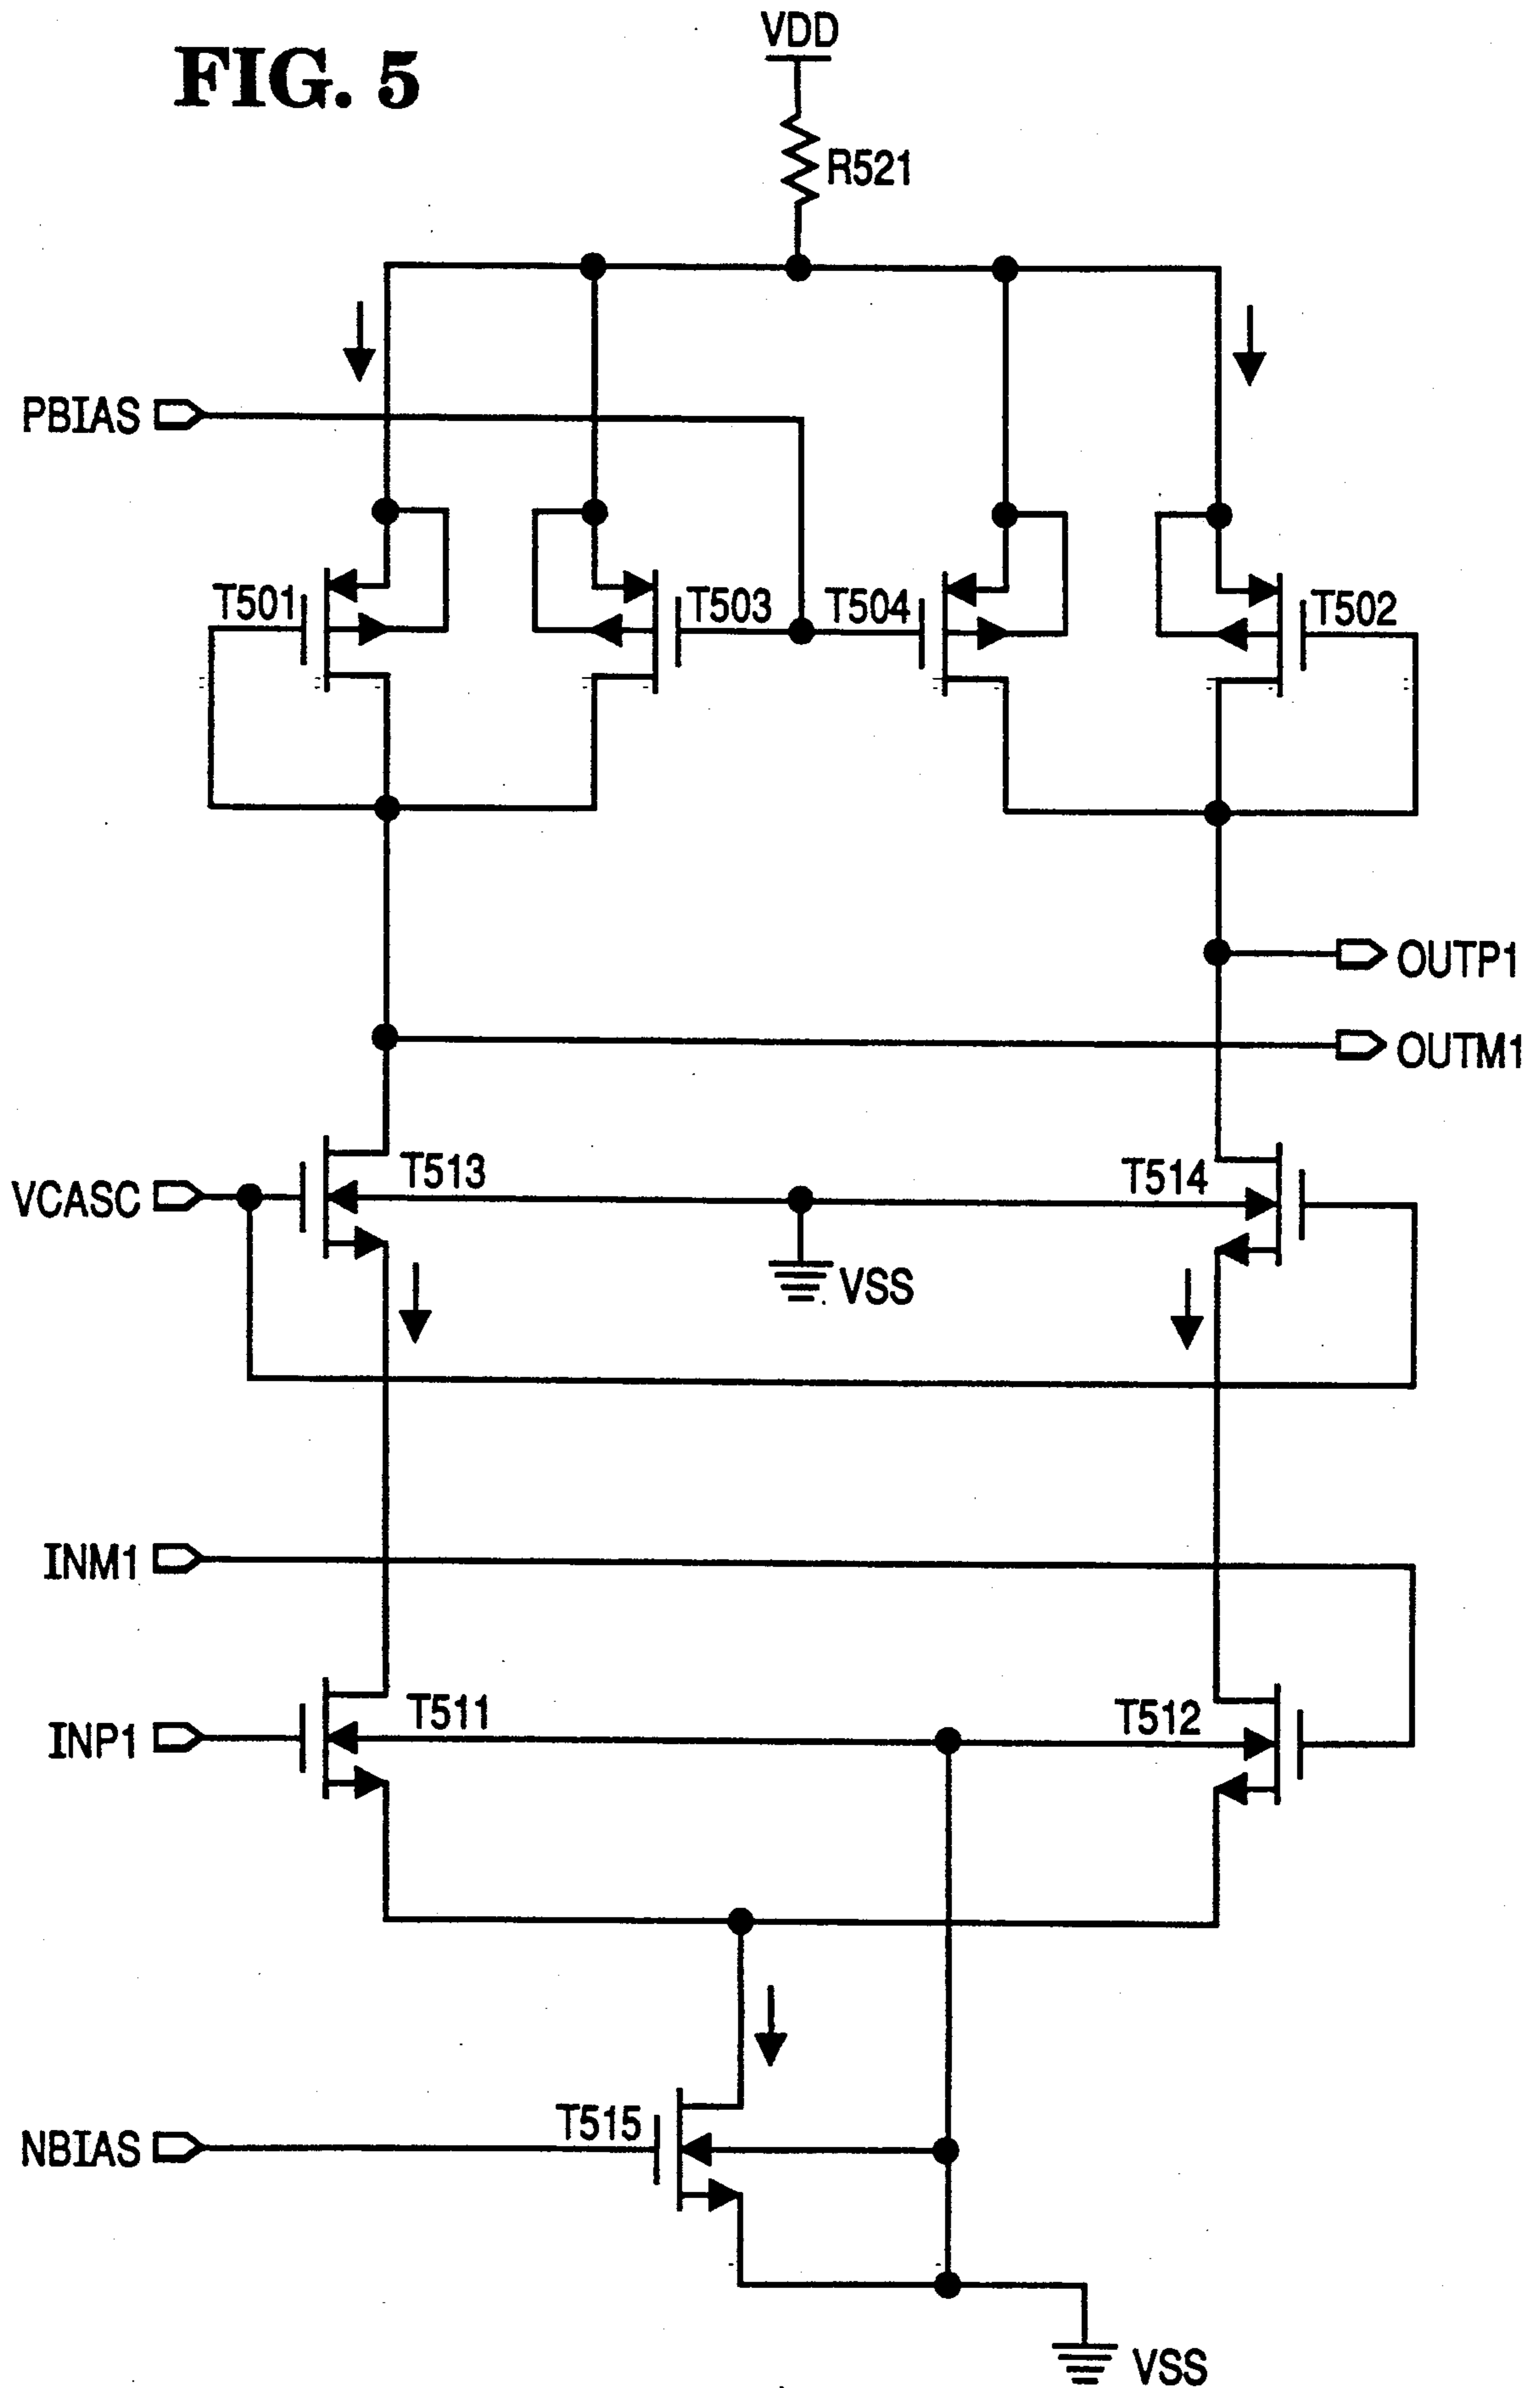 VDD
FIG. 5
R521
PBIAS
T501
T503
T504
T502
OUTP1
OUTM1
VCASC
T513
T514
VSS
INM1
INP1
T511
T512
NBIAS
T515
VSS